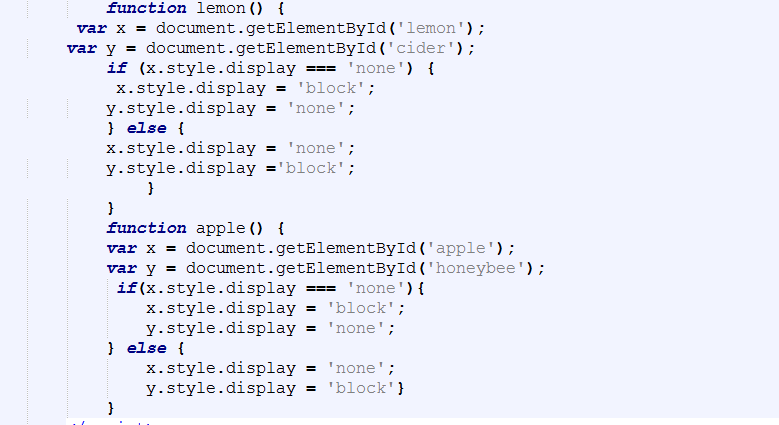 function lemon() {
var x = document.getElementById('lemon');
var y = document.getElementById('cider');
if (x.style.display === 'none') {
x.style.display = 'block';
y.style.display = 'none';
} else {
x.style.display = 'none';
y.style.display ='block';
}
}
function apple() {
var x = document.getElementById('apple');
var y = document.getElementById('honeybee');
if(x.style.display === 'none'){
x.style.display = 'block';
y.style.display = 'none';
} else {
x.style.display = 'none';
y.style.display = 'block'}
}